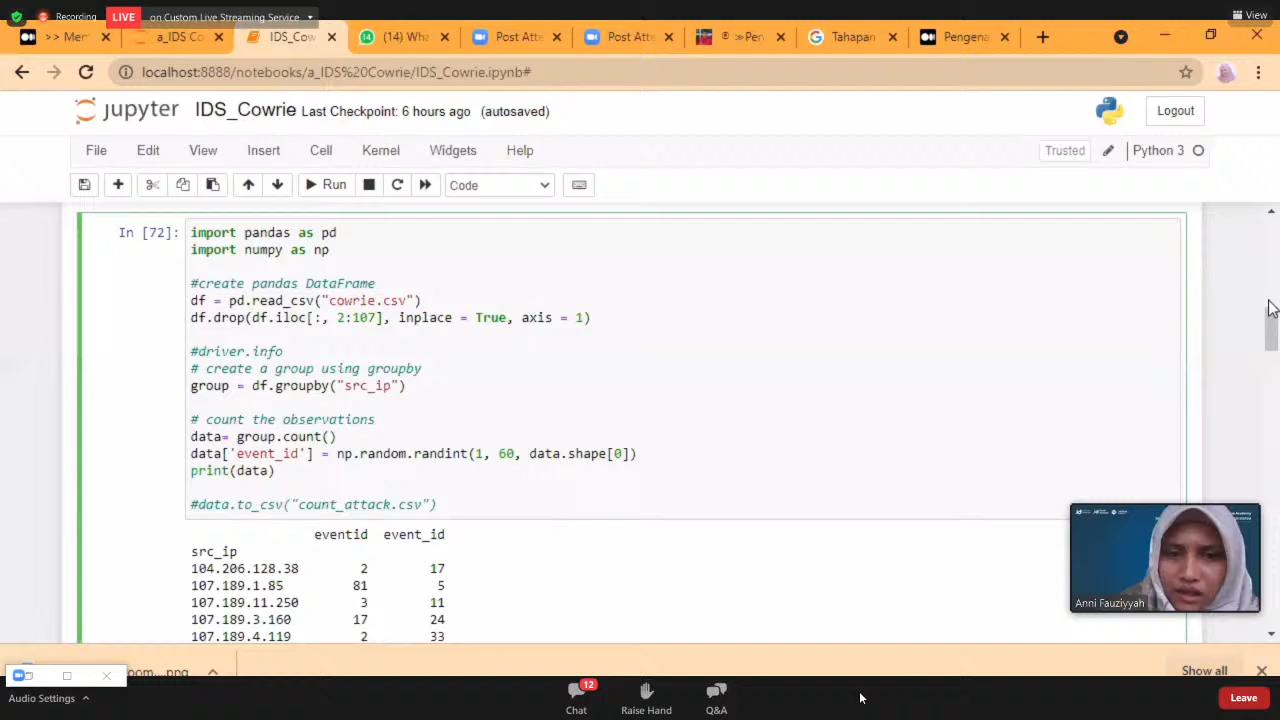 Recording LIVE on Custom Live Streaming Service View
>> Mem a_IDS Co IDS_Cow (14) Wha Post Atte Post Atte ≫Pen Tahapan Pengena
localhost:8888/notebooks/a_IDS%20Cowrie/IDS_Cowrie.ipynb#
jupyter IDS_Cowrie Last Checkpoint: 6 hours ago (autosaved) Logout
File Edit View Insert Cell Kernel Widgets Help Trusted Python 3
Run Code
In [72]: import pandas as pd
import numpy as np
#create pandas DataFrame
df = pd.read_csv("cowrie.csv")
df.drop(df.iloc[:, 2:107], inplace = True, axis = 1)
#driver.info
# create a group using groupby
group = df.groupby("src_ip")
# count the observations
data= group.count()
data['event_id'] = np.random.randint(1, 60, data.shape[0])
print(data)
#data.to_csv("count_attack.csv")
eventid event_id
src_ip
104.206.128.38 2 17
107.189.1.85 81 5
107.189.11.250 3 11
107.189.3.160 17 24
107.189.4.119 2 33
Anni Fauziyyah
oom....png Show all
Audio Settings Chat 12 Raise Hand Q&A Leave